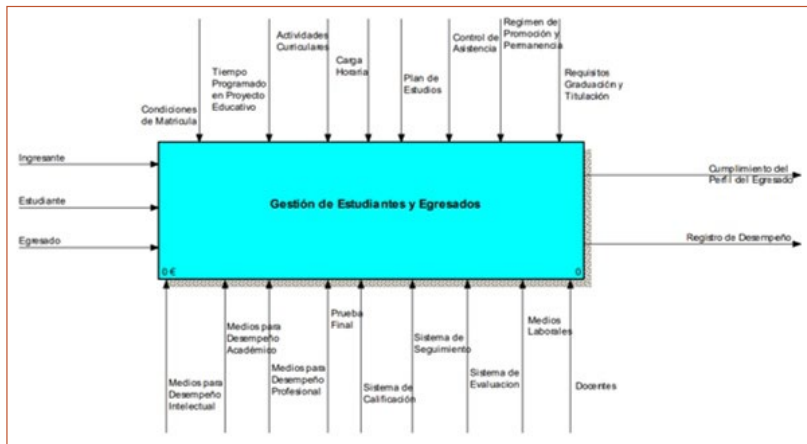 Actividades
Curriculares
Regimen de
Promoción y
Permanencia
Control de
Asistencia
Carga
Horaria
Tiempo
Programado
en Proyecto
Educativo
Plan de
Estudios
Requisitos
Graduación y
Titulación
Condiciones
de Matricula
Ingresante
Estudiante
Egresado
Gestión de Estudiantes y Egresados
Cumplimiento del
Perfil del Egresado
Registro de Desempeño
0 €
0
Medios para
Desempeño
Académico
Prueba
Final
Medios
Laborales
Sistema de
Seguimiento
Medios para
Desempeño
Intelectual
Medios para
Desempeño
Profesional
Sistema de
Calificación
Sistema de
Evaluacion
Docentes